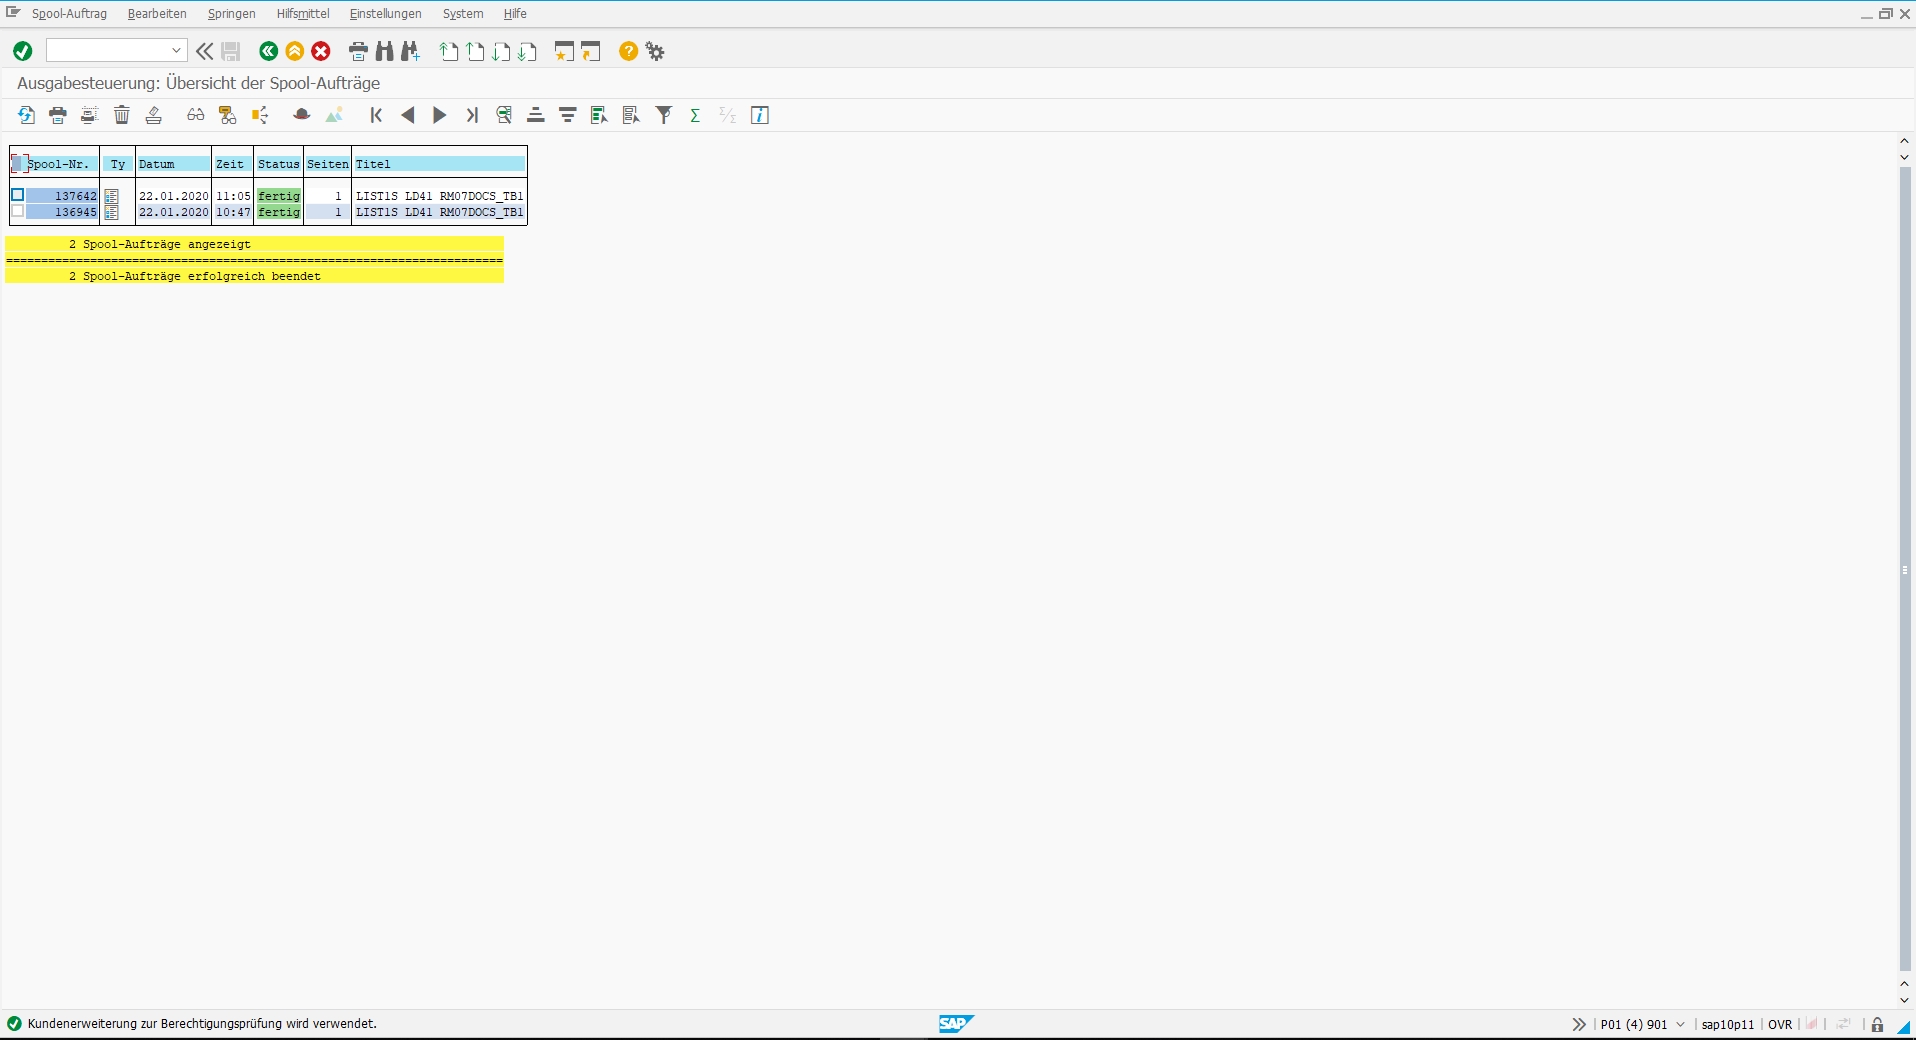 Spool-Auftrag Bearbeiten Springen Hilfsmittel Einstellungen System Hilfe
Ausgabesteuerung: Übersicht der Spool-Aufträge
Spool-Nr. Ty Datum Zeit Status Seiten Titel
137642 22.01.2020 11:05 fertig 1 LIST1S LD41 RM07DOCS_TB1
136945 22.01.2020 10:47 fertig 1 LIST1S LD41 RM07DOCS_TB1
2 Spool-Aufträge angezeigt
=======================================================================
2 Spool-Aufträge erfolgreich beendet
Kundenerweiterung zur Berechtigungsprüfung wird verwendet. SAP P01 (4) 901 sap10p11 OVR